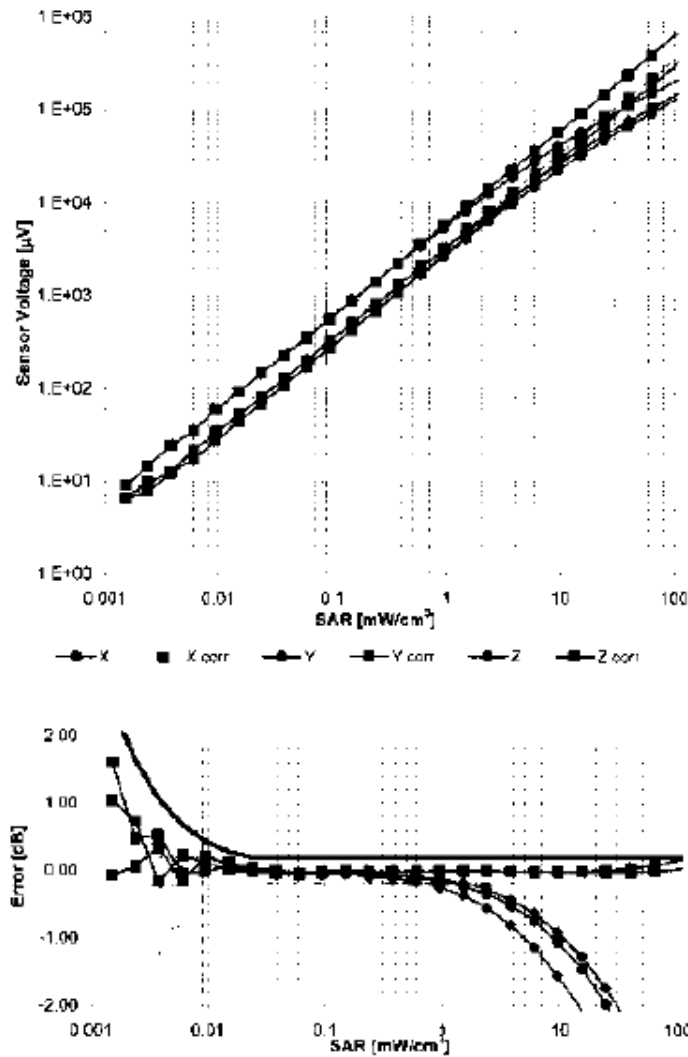 1 E+06
1 E+05
1 E+04
1.E+03
1.E+02
1.E+01
1 E+00
Sensor Voltage [µV]
0 001
0.01
0 1
1
10
100
SAR [mW/cm³]
X
X corr
Y
Y corr
Z
Z corr
2 00
1.00
0.00
-1.00
-2.00
Error [dB]
0 001
0.01
0.1
1
10
100
SAR [mW/cm³]